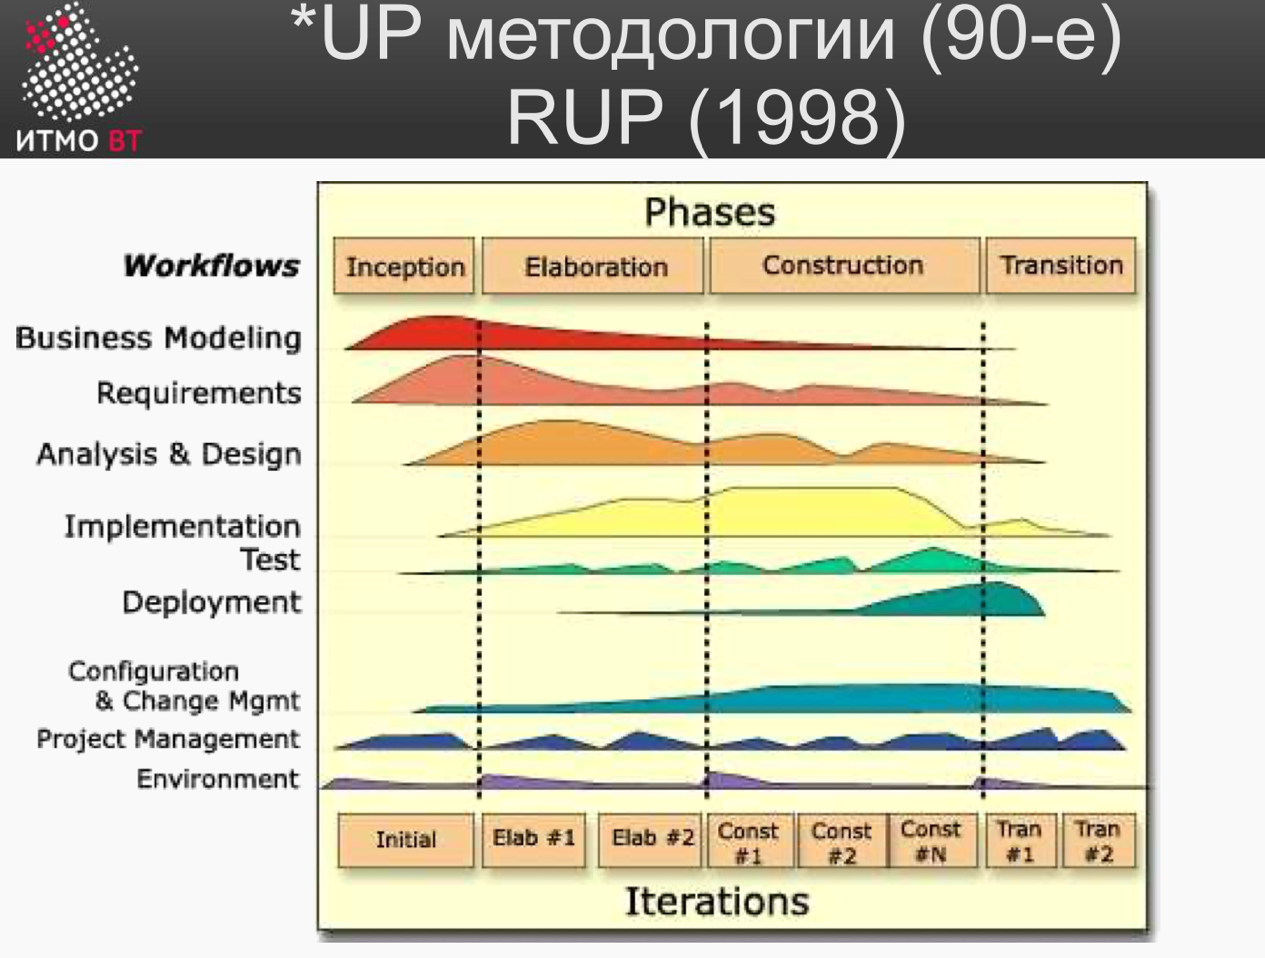 *UP методологии (90-е)
RUP (1998)
ИТМО ВТ
Phases
Workflows
Inception
Elaboration
Construction
Transition
Business Modeling
Requirements
Analysis & Design
Implementation
Test
Deployment
Configuration
& Change Mgmt
Project Management
Environment
Initial
Elab #1
Elab #2
Const
#1
Const
#2
Const
#N
Tran
#1
Tran
#2
Iterations